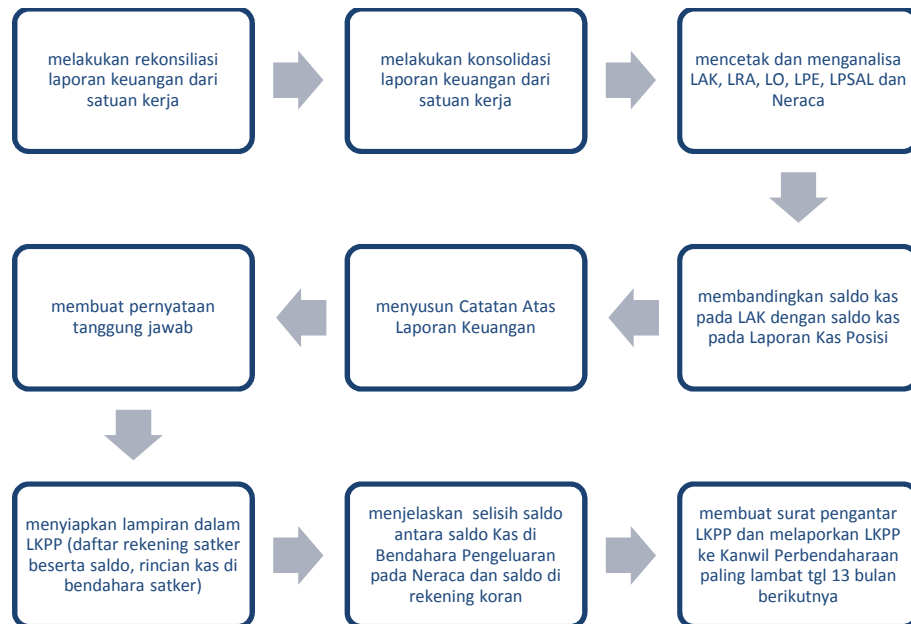 melakukan rekonsiliasi
laporan keuangan dari
satuan kerja
melakukan konsolidasi
laporan keuangan dari
satuan kerja
mencetak dan menganalisa
LAK, LRA, LO, LPE, LPSAL dan
Neraca
membandingkan saldo kas
pada LAK dengan saldo kas
pada Laporan Kas Posisi
menyusun Catatan Atas
Laporan Keuangan
membuat pernyataan
tanggung jawab
menyiapkan lampiran dalam
LKPP (daftar rekening satker
beserta saldo, rincian kas di
bendahara satker)
menjelaskan selisih saldo
antara saldo Kas di
Bendahara Pengeluaran
pada Neraca dan saldo di
rekening koran
membuat surat pengantar
LKPP dan melaporkan LKPP
ke Kanwil Perbendaharaan
paling lambat tgl 13 bulan
berikutnya